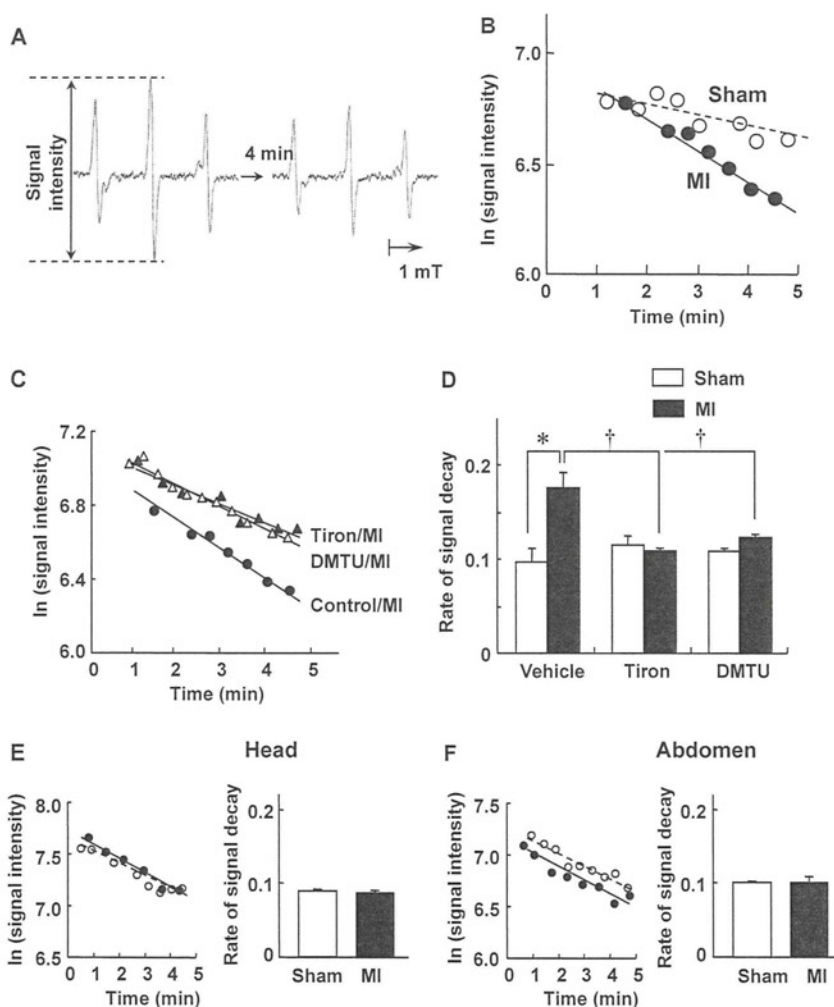 A
Signal intensity
4 min
1 mT
B
7.0
6.5
6.0
ln (signal intensity)
Sham
MI
0 1 2 3 4 5
Time (min)
C
7.2
6.8
6.4
6.0
ln (signal intensity)
Tiron/MI
DMTU/MI
Control/MI
0 1 2 3 4 5
Time (min)
D
Sham
MI
0.2
0.1
0
Rate of signal decay
* † †
Vehicle Tiron DMTU
E
Head
8.0
7.5
7.0
6.5
ln (signal intensity)
0 1 2 3 4 5
Time (min)
0.2
0.1
0
Rate of signal decay
Sham MI
F
Abdomen
7.5
7.0
6.5
6.0
ln (signal intensity)
0 1 2 3 4 5
Time (min)
0.2
0.1
0
Rate of signal decay
Sham MI